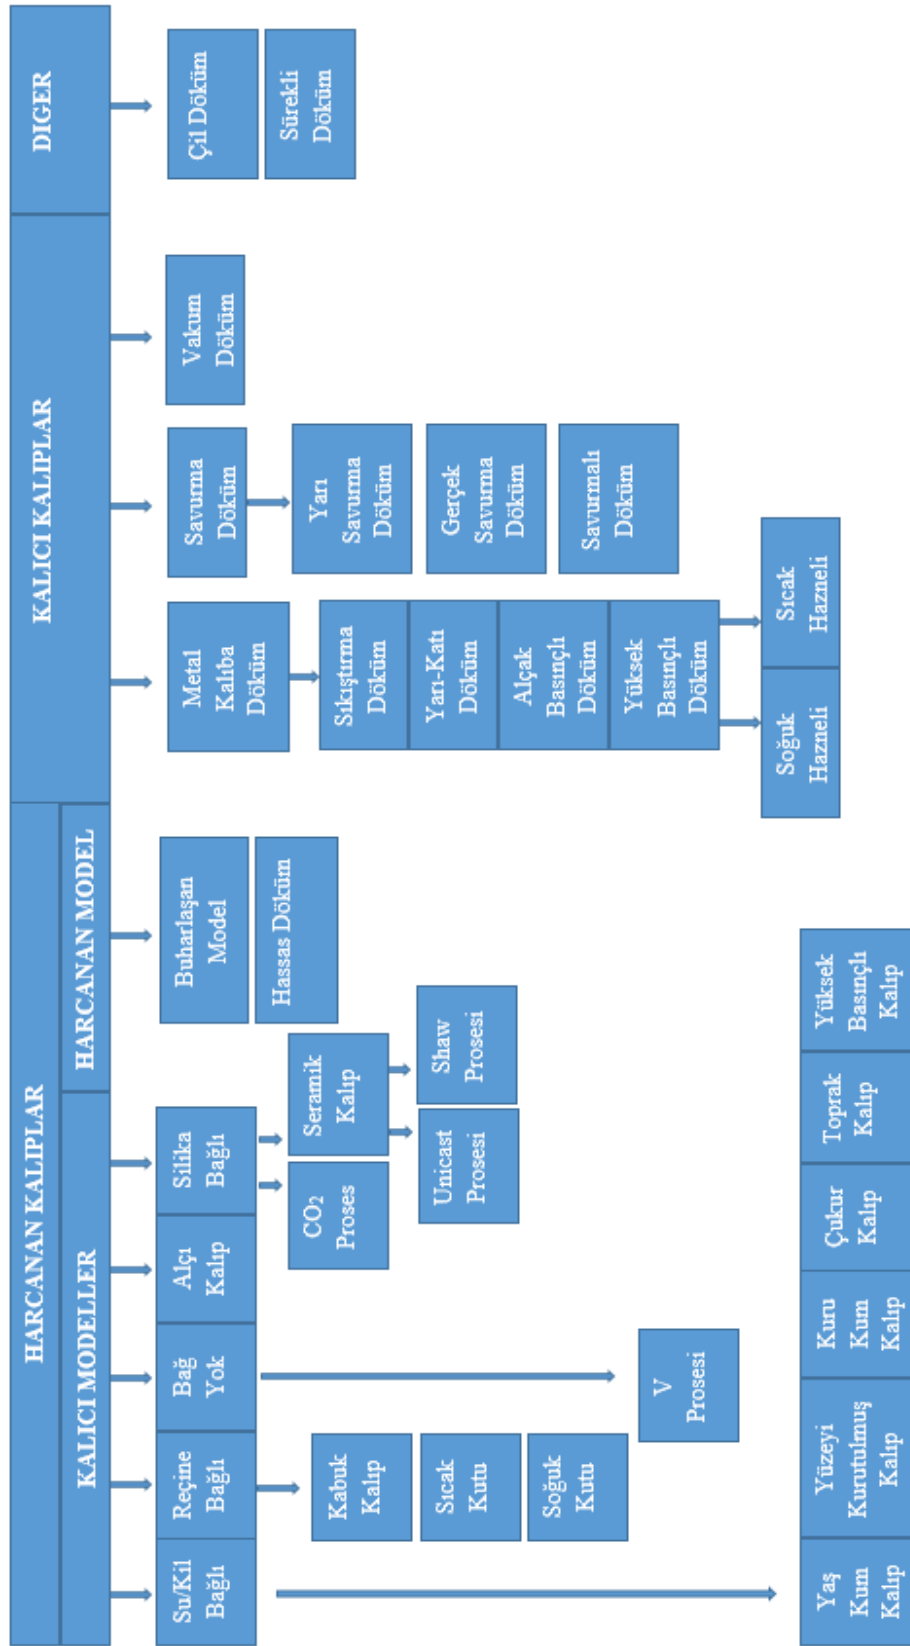 HARCANAN KALIPLAR
KALICI KALIPLAR
DIGER
KALICI MODELLER
HARCANAN MODEL
Su/Kil
Bağlı
Reçine
Bağlı
Bağ
Yok
Alçı
Kalıp
Silika
Bağlı
Buharlaşan
Model
Hassas Döküm
Metal
Kalıba
Döküm
Savurma
Döküm
Vakum
Döküm
Çil Döküm
Sürekli
Döküm
CO₂
Proses
Seramik
Kalıp
Unicast
Prosesi
Shaw
Prosesi
Kabuk
Kalıp
Sıcak
Kutu
Soğuk
Kutu
V
Prosesi
Sıkıştırma
Döküm
Yarı-Katı
Döküm
Alçak
Basınçlı
Döküm
Yüksek
Basınçlı
Döküm
Yarı
Savurma
Döküm
Gerçek
Savurma
Döküm
Savurmalı
Döküm
Soğuk
Hazneli
Sıcak
Hazneli
Yaş
Kum
Kalıp
Yüzeyi
Kurutulmuş
Kalıp
Kuru
Kum
Kalıp
Çukur
Kalıp
Toprak
Kalıp
Yüksek
Basınçlı
Kalıp